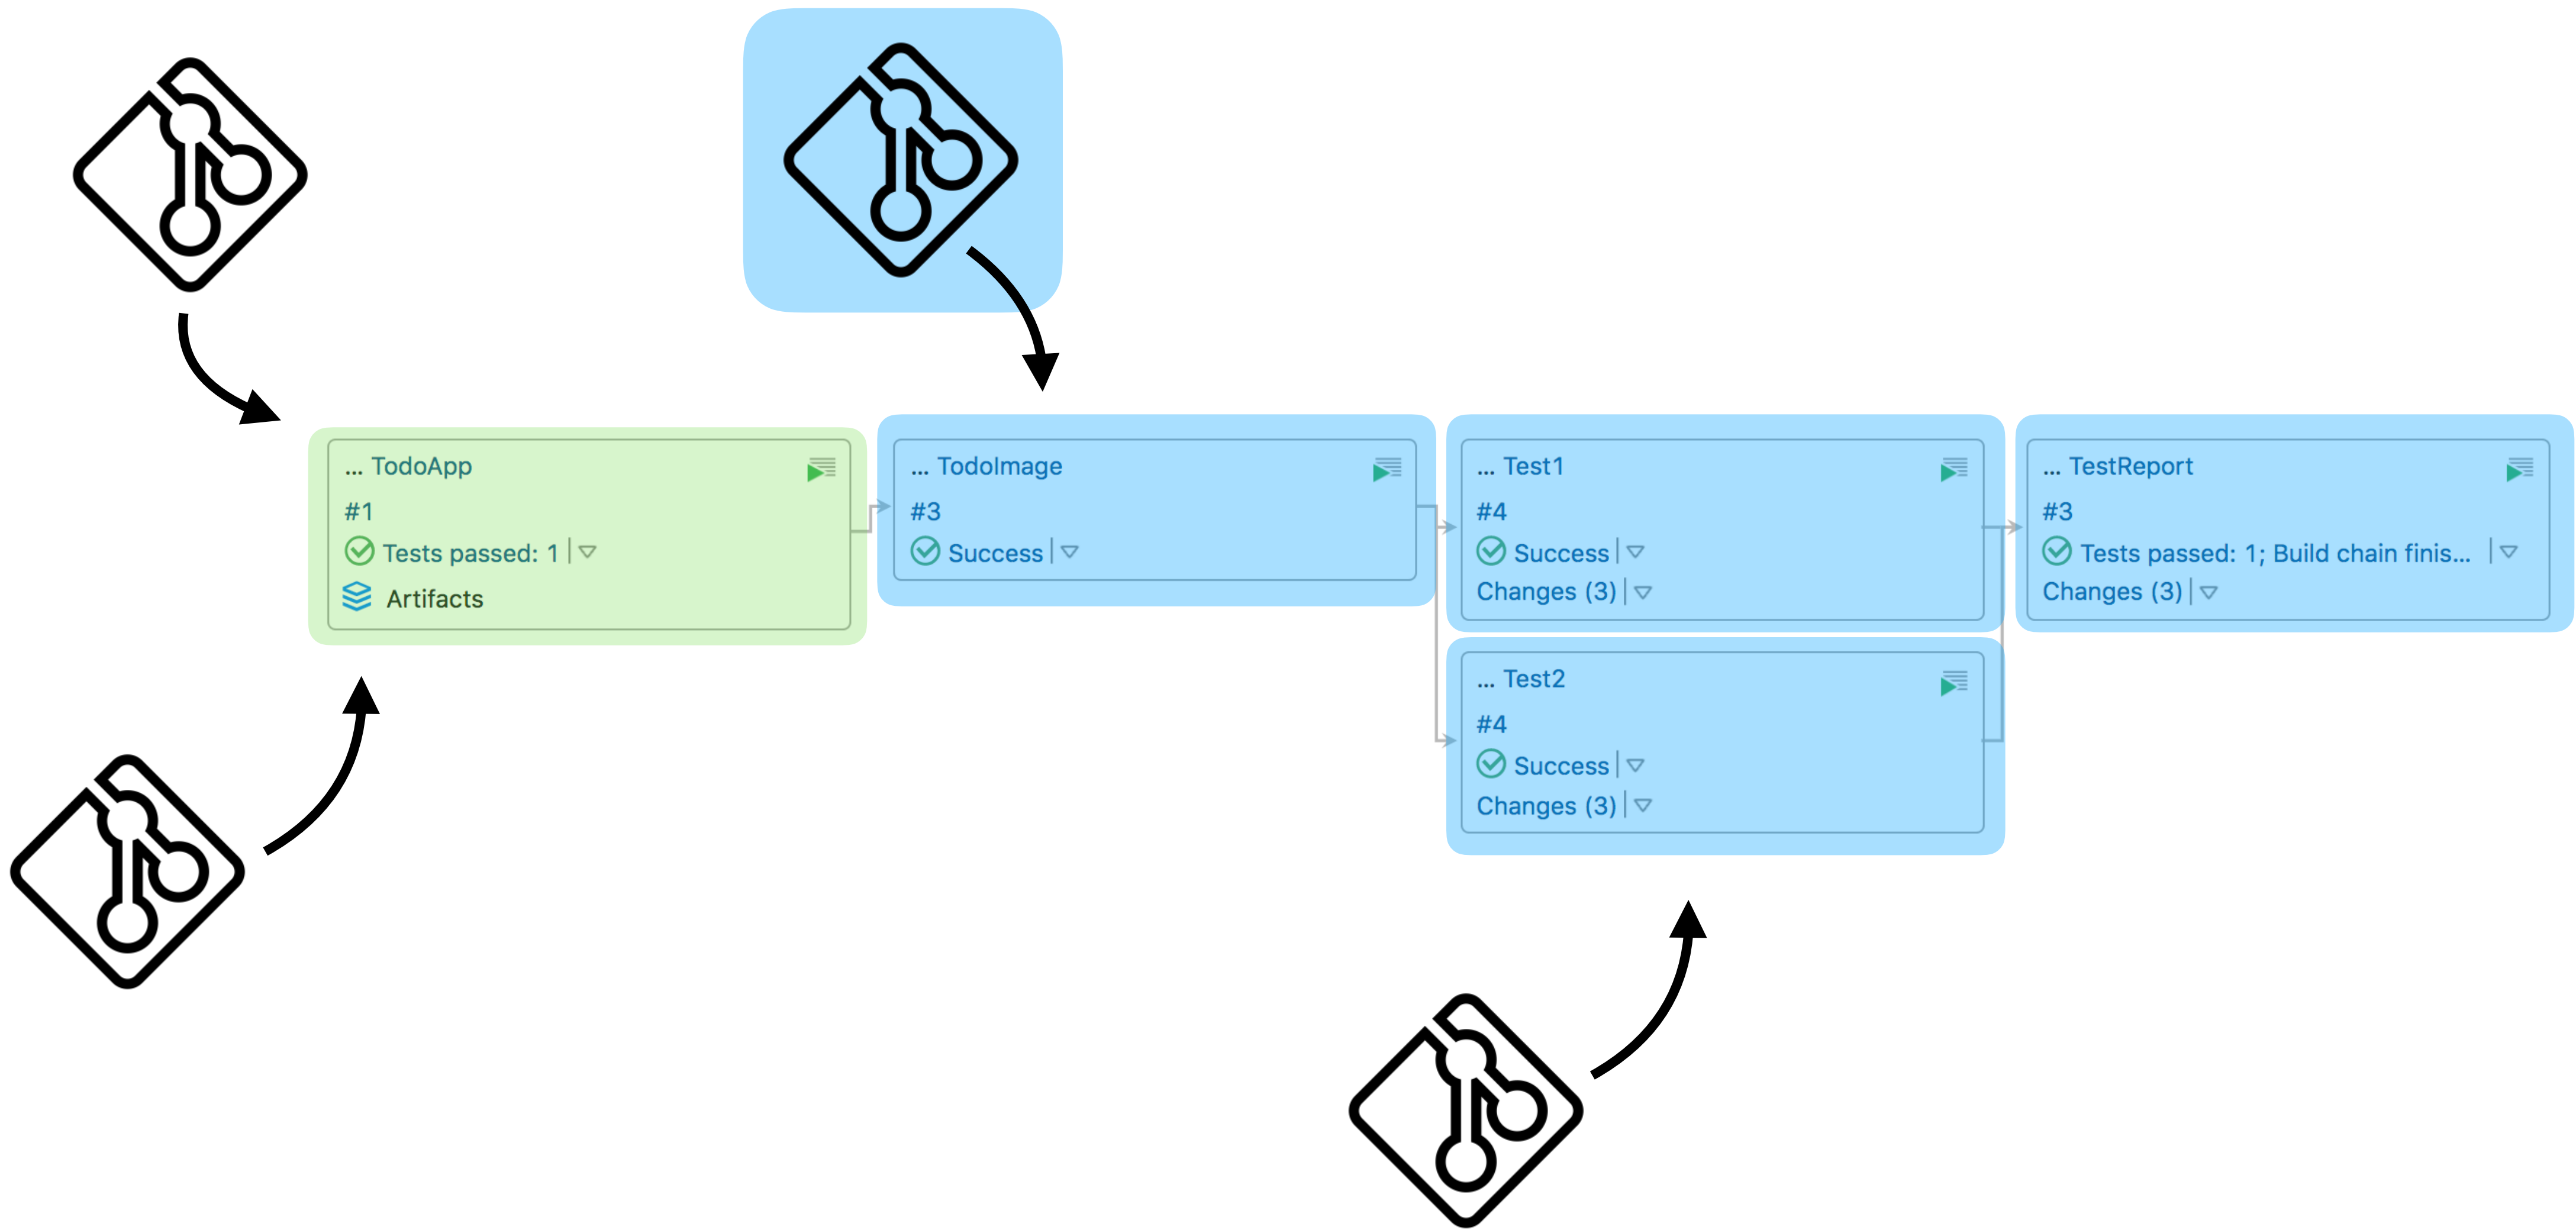 ... TodoApp
#1
Tests passed: 1
Artifacts
... TodoImage
#3
Success
... Test1
#4
Success
Changes (3)
... Test2
#4
Success
Changes (3)
... TestReport
#3
Tests passed: 1; Build chain finis...
Changes (3)